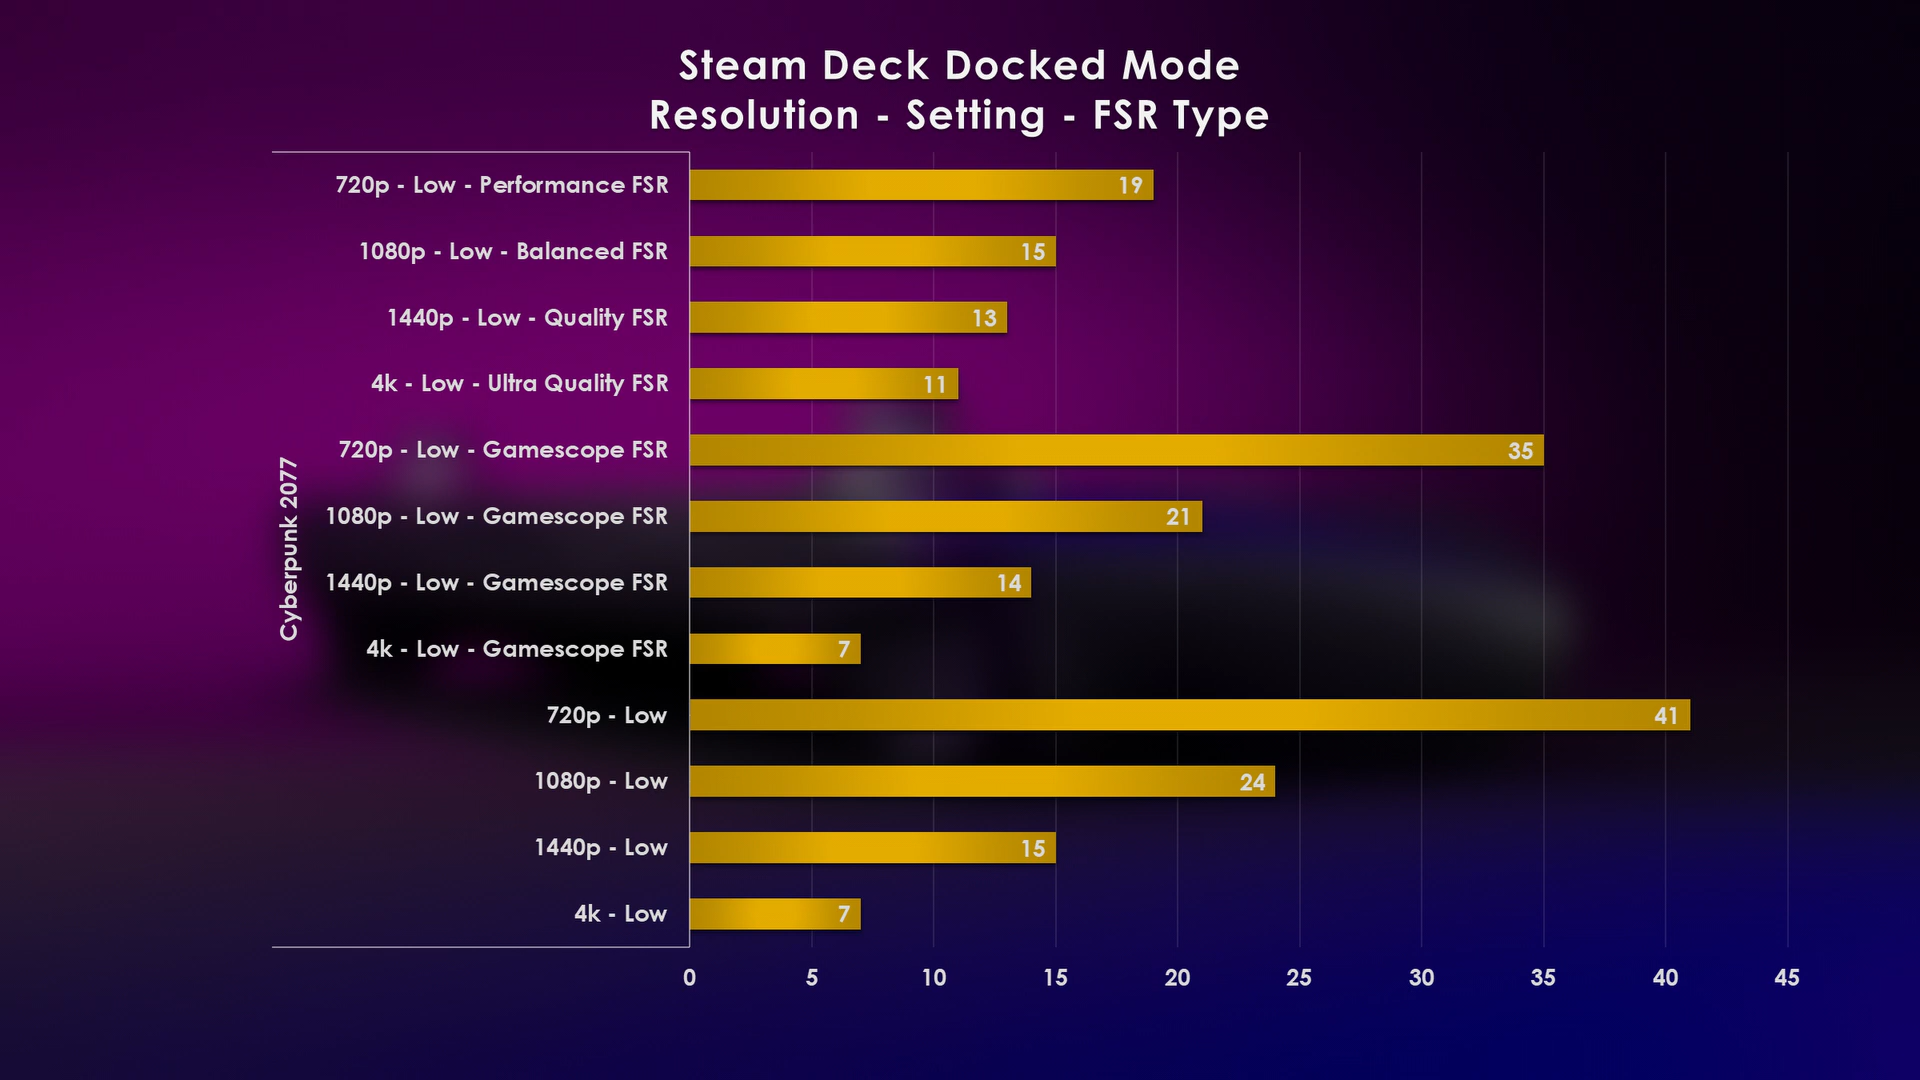 Steam Deck Docked Mode
Resolution - Setting - FSR Type
Cyberpunk 2077
720p - Low - Performance FSR 19
1080p - Low - Balanced FSR 15
1440p - Low - Quality FSR 13
4k - Low - Ultra Quality FSR 11
720p - Low - Gamescope FSR 35
1080p - Low - Gamescope FSR 21
1440p - Low - Gamescope FSR 14
4k - Low - Gamescope FSR 7
720p - Low 41
1080p - Low 24
1440p - Low 15
4k - Low 7
0 5 10 15 20 25 30 35 40 45